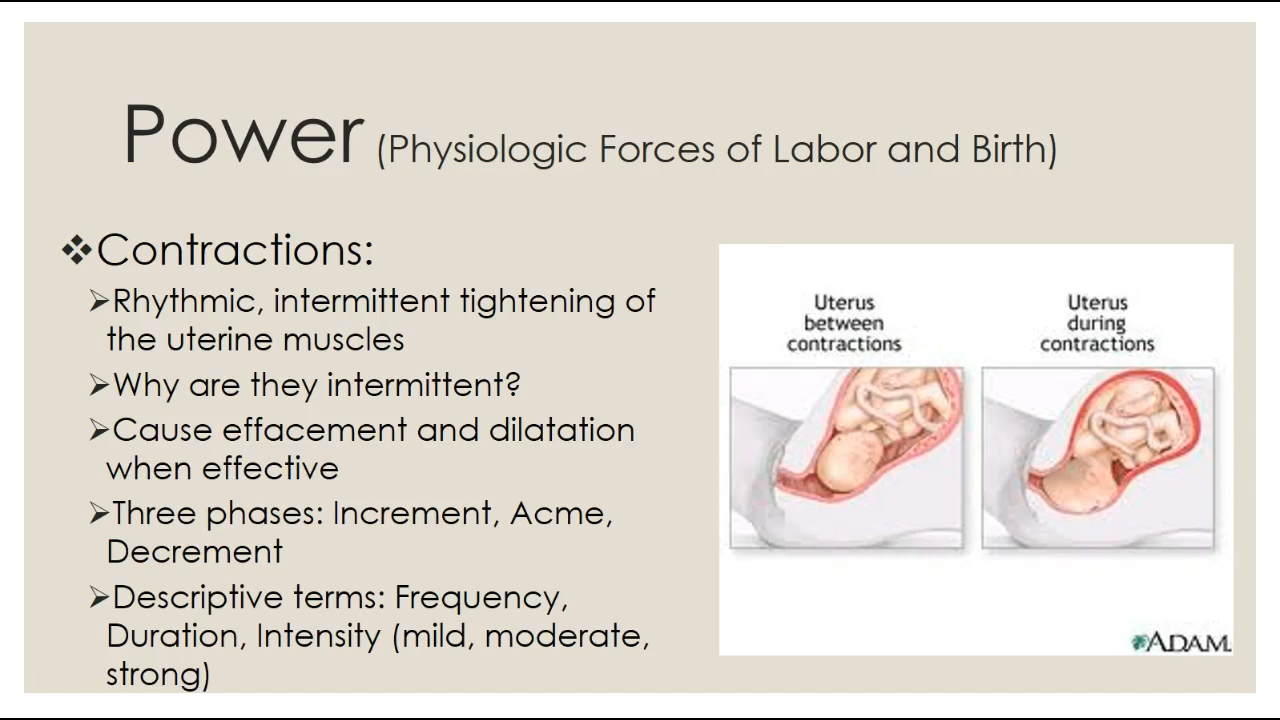 Power (Physiologic Forces of Labor and Birth)
❖Contractions:
➢Rhythmic, intermittent tightening of
the uterine muscles
➢Why are they intermittent?
➢Cause effacement and dilatation
when effective
➢Three phases: Increment, Acme,
Decrement
➢Descriptive terms: Frequency,
Duration, Intensity (mild, moderate,
strong)
Uterus
between
contractions
Uterus
during
contractions
ADAM.